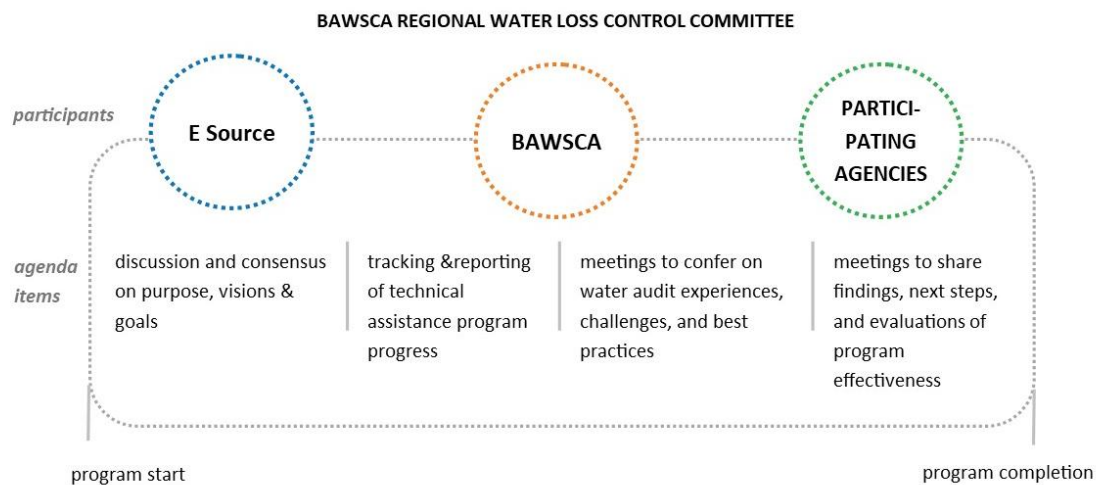 BAWSCA REGIONAL WATER LOSS CONTROL COMMITTEE
participants
E Source
BAWSCA
PARTICI-
PATING
AGENCIES
agenda
items
discussion and consensus
on purpose, visions &
goals
tracking &reporting
of technical
assistance program
progress
meetings to confer on
water audit experiences,
challenges, and best
practices
meetings to share
findings, next steps,
and evaluations of
program
effectiveness
program start
program completion